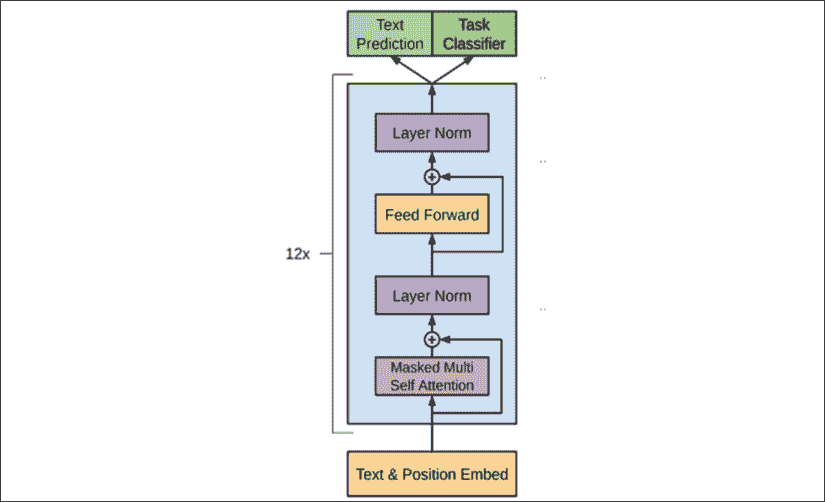 Text
Prediction
Task
Classifier
Layer Norm
Feed Forward
12x
Layer Norm
Masked Multi
Self Attention
Text & Position Embed